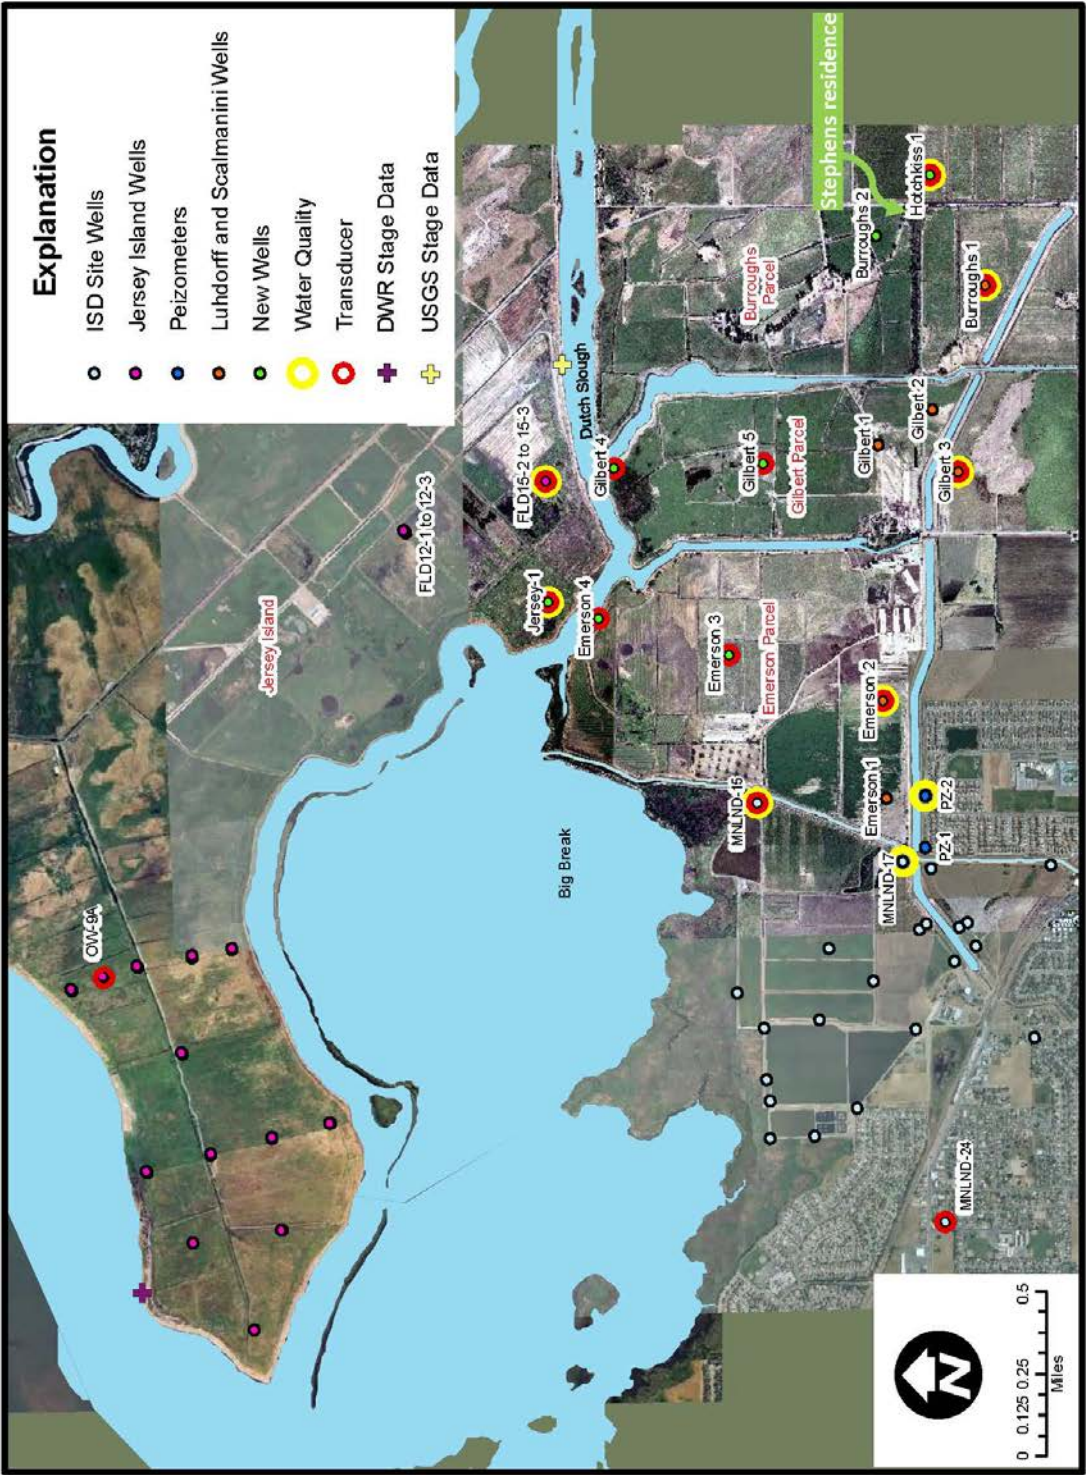 Explanation
ISD Site Wells
Jersey Island Wells
Peizometers
Luhdorff and Scalmanini Wells
New Wells
Water Quality
Transducer
DWR Stage Data
USGS Stage Data
OW-9A
Jersey Island
FLD12-1 to 12-3
FLD15-2 to 15-3
Jersey-1
Dutch Slough
Big Break
Emerson 4
Gilbert 4
Emerson 3
Emerson Parcel
Gilbert 5
Gilbert Parcel
Burroughs
Parcel
Stephens residence
MNLND-15
Emerson 1
Emerson 2
Gilbert 1
Gilbert 2
Gilbert 3
Burroughs 2
Hotchkiss 1
Burroughs 1
MNLND-17
PZ-1
PZ-2
MNLND-24
N
0 0.125 0.25 0.5
Miles